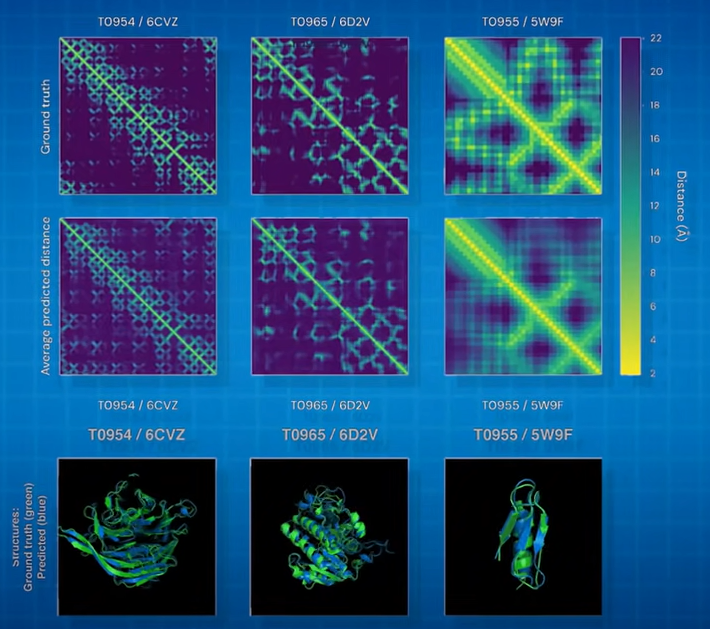 T0954 / 6CVZ
T0965 / 6D2V
T0955 / 5W9F
Ground truth
22
20
18
16
14
12
10
8
6
4
2
Distance (Å)
Average predicted distance
T0954 / 6CVZ
T0965 / 6D2V
T0955 / 5W9F
T0954 / 6CVZ
T0965 / 6D2V
T0955 / 5W9F
Structures:
Ground truth (green)
Predicted (blue)